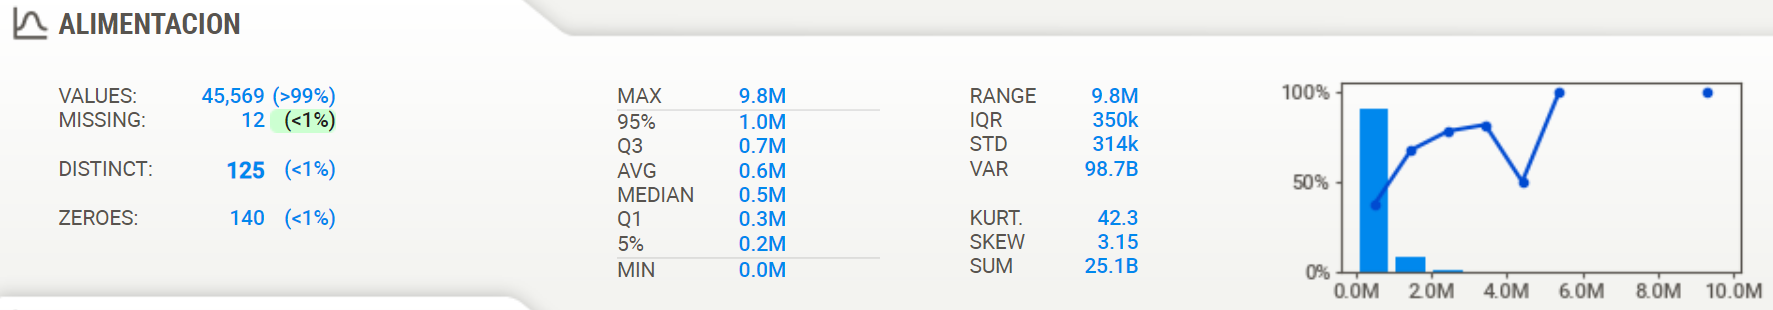 ALIMENTACION
VALUES: 45,569 (>99%)
MISSING: 12 (<1%)
DISTINCT: 125 (<1%)
ZEROES: 140 (<1%)
MAX 9.8M
95% 1.0M
Q3 0.7M
AVG 0.6M
MEDIAN 0.5M
Q1 0.3M
5% 0.2M
MIN 0.0M
RANGE 9.8M
IQR 350k
STD 314k
VAR 98.7B
KURT. 42.3
SKEW 3.15
SUM 25.1B
100%
50%
0%
0.0M 2.0M 4.0M 6.0M 8.0M 10.0M